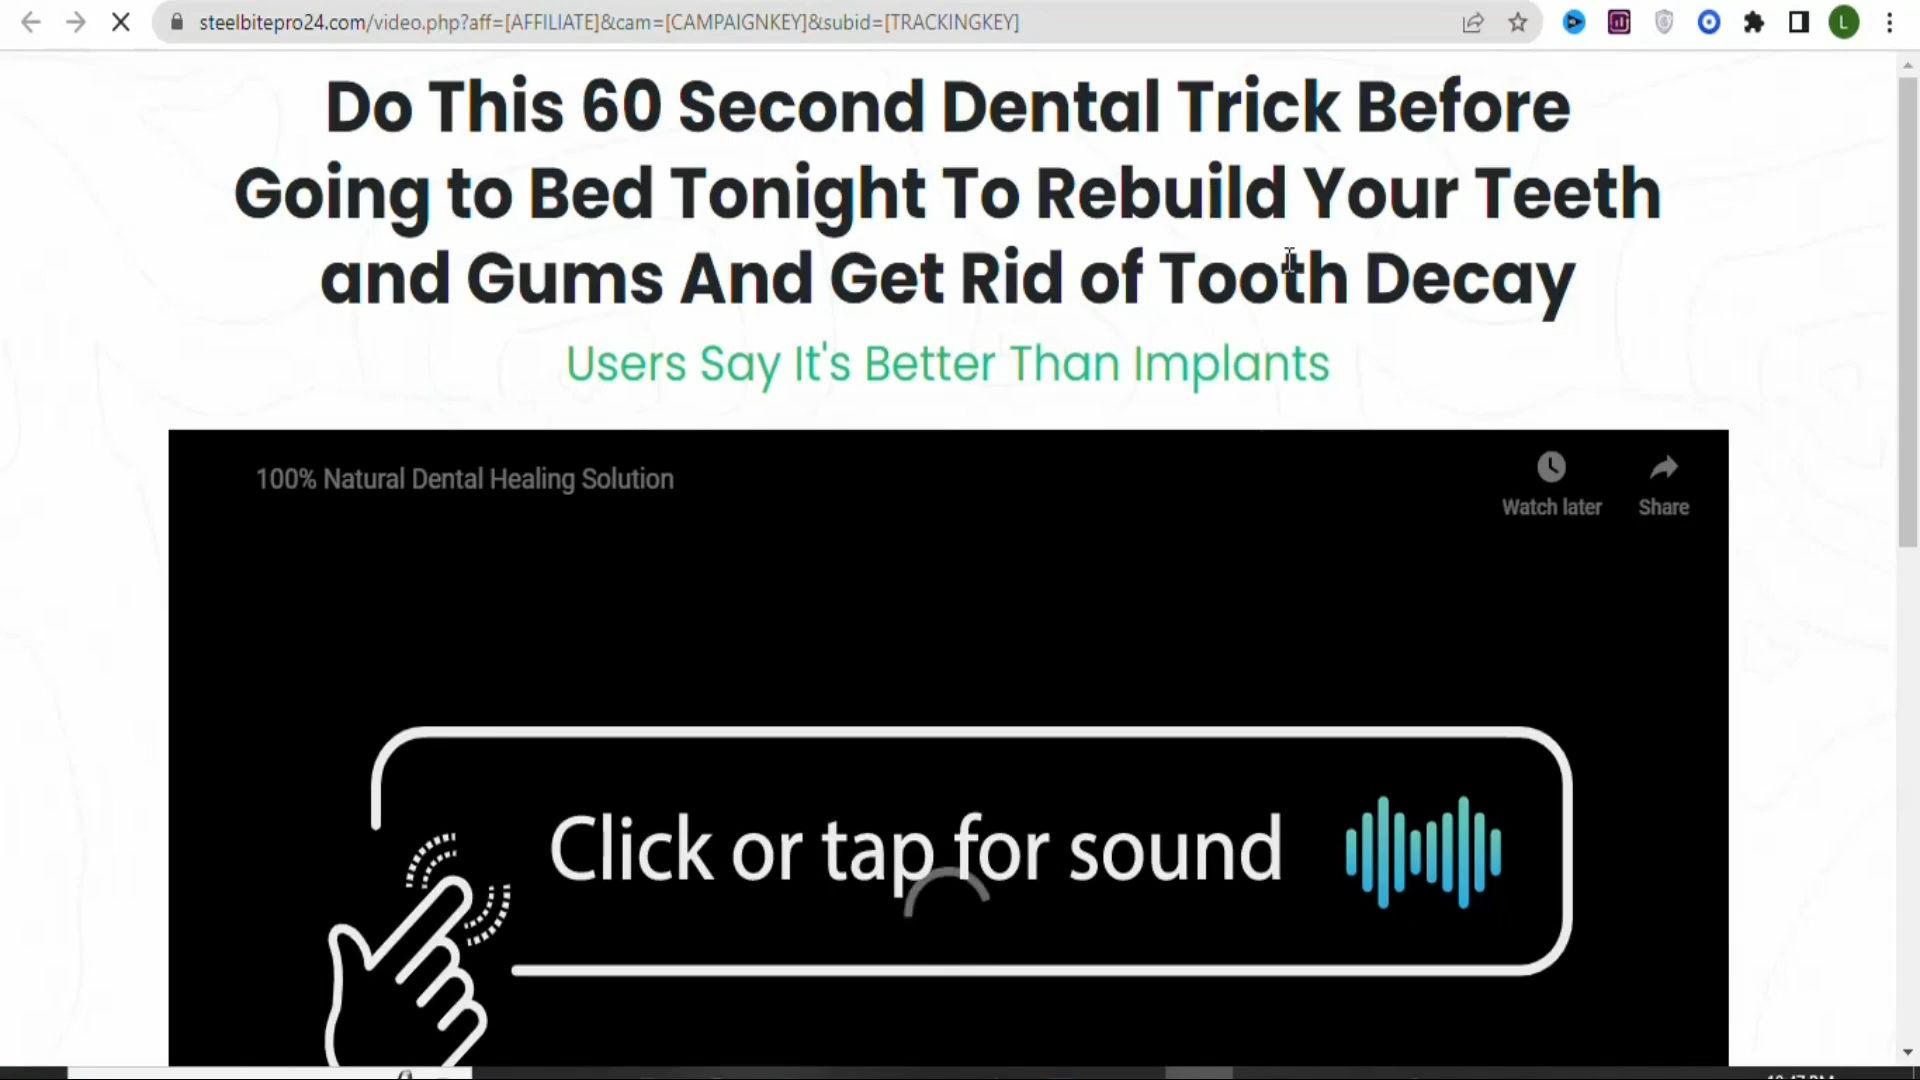 steelbitepro24.com/video.php?aff=[AFFILIATE]&cam=[CAMPAIGNKEY]&subid=[TRACKINGKEY]
L
Do This 60 Second Dental Trick Before
Going to Bed Tonight To Rebuild Your Teeth
and Gums And Get Rid of Tooth Decay
Users Say It's Better Than Implants
100% Natural Dental Healing Solution
Watch later
Share
Click or tap for sound